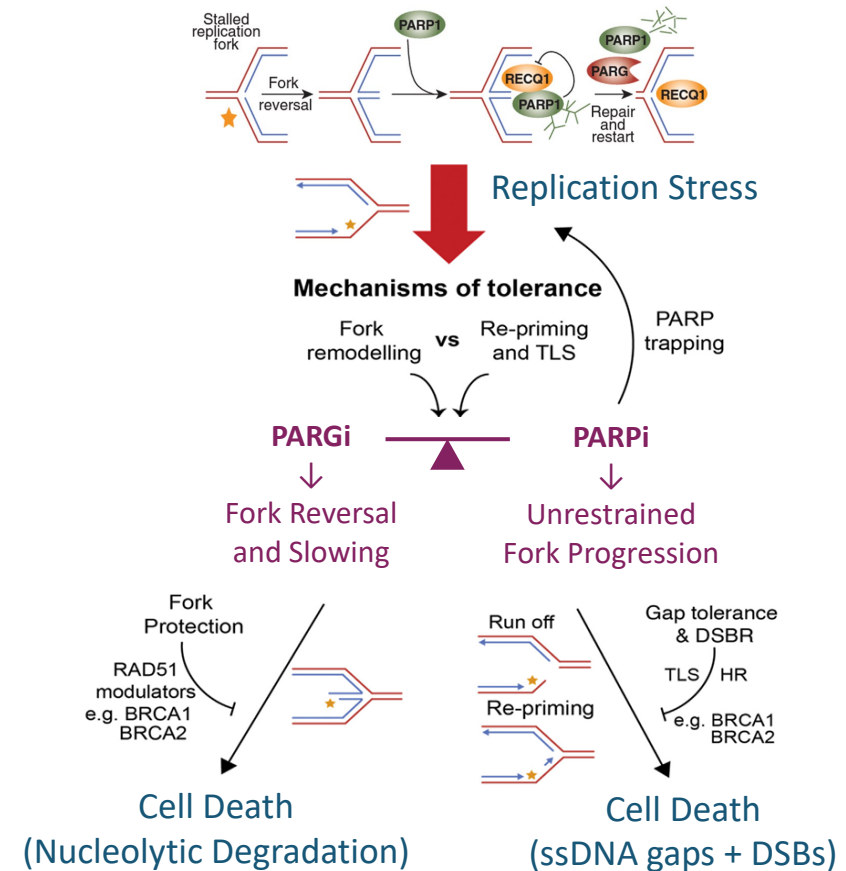 Stalled
replication
fork
Fork
reversal
PARP1
RECQ1
PARP1
PARP1
PARG
RECQ1
Repair
and
restart
Replication Stress
Mechanisms of tolerance
Fork
remodelling
vs
Re-priming
and TLS
PARP
trapping
PARGi
PARPi
Fork Reversal
and Slowing
Unrestrained
Fork Progression
Fork
Protection
RAD51
modulators
e.g. BRCA1
BRCA2
Run off
Re-priming
Gap tolerance
& DSBR
TLS
HR
e.g. BRCA1
BRCA2
Cell Death
(Nucleolytic Degradation)
Cell Death
(ssDNA gaps + DSBs)